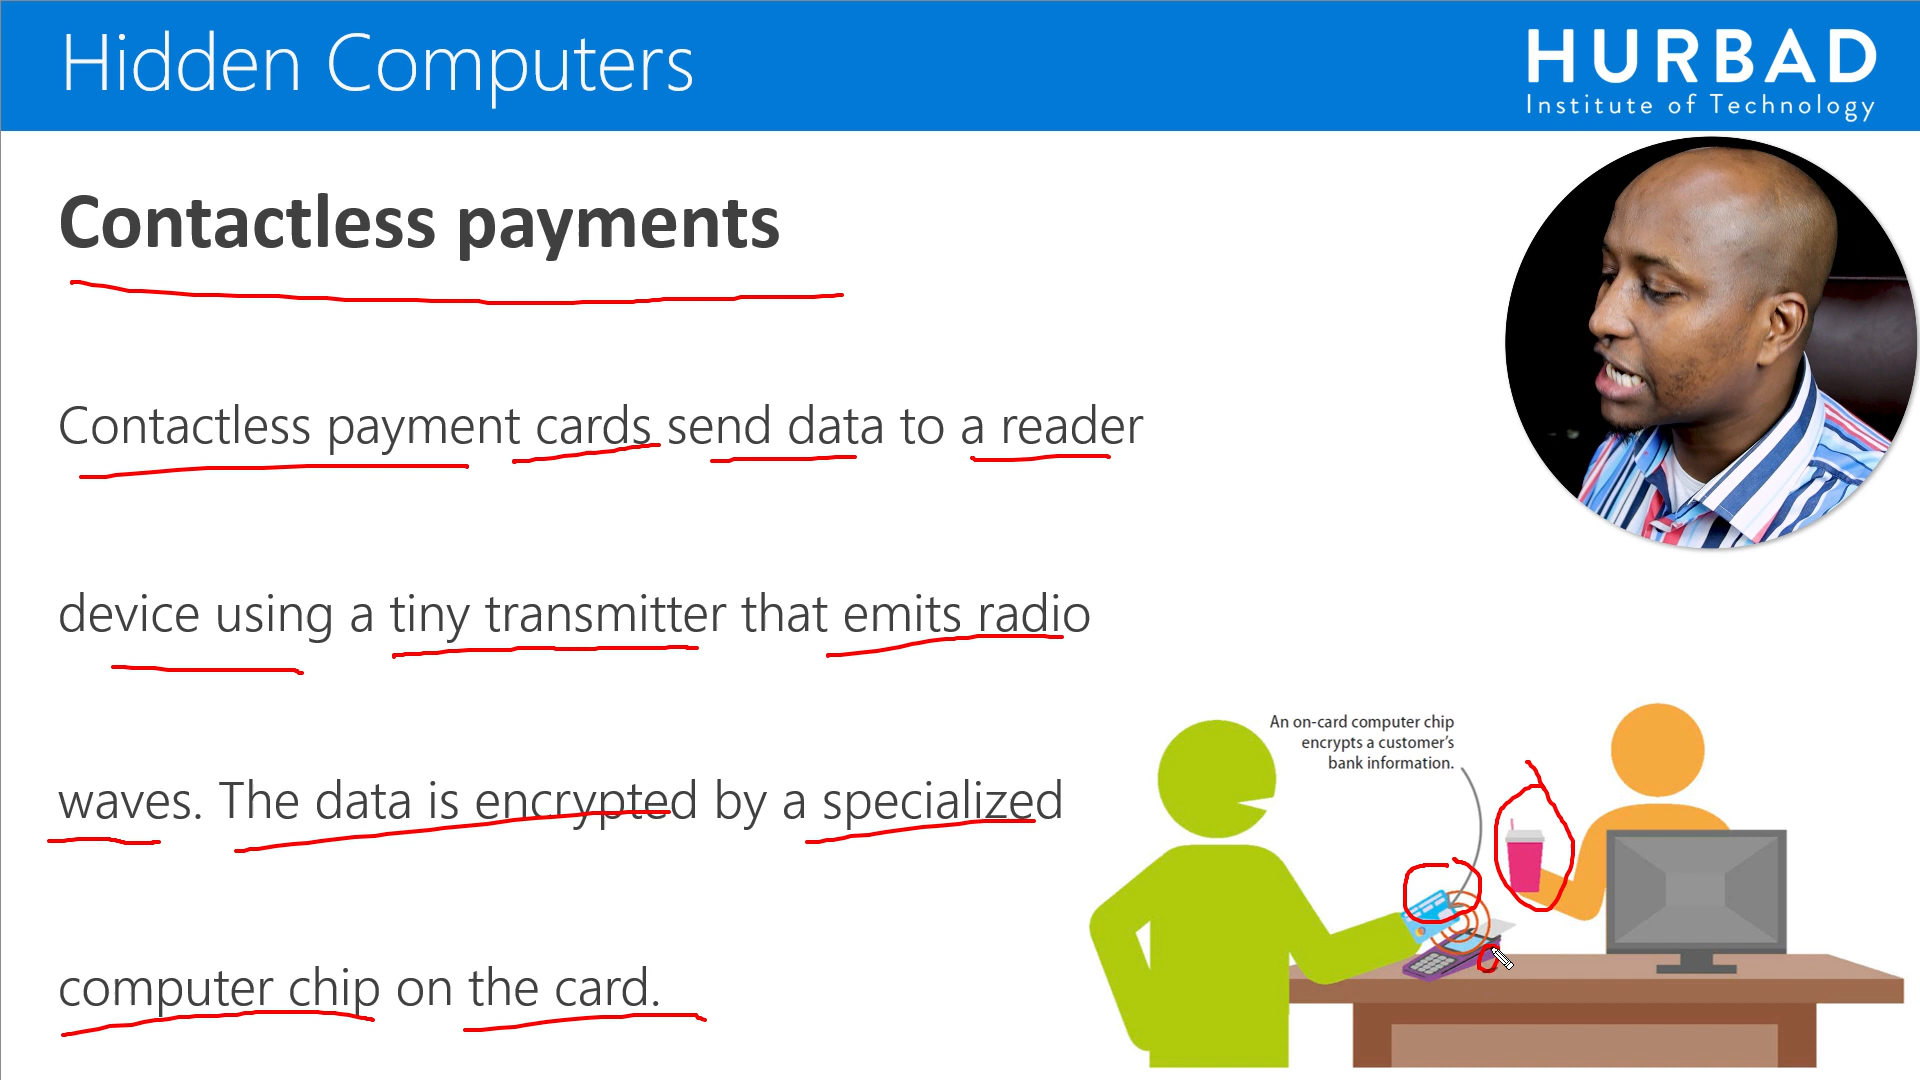 Hidden Computers
HURBAD
Institute of Technology
Contactless payments
Contactless payment cards send data to a reader
device using a tiny transmitter that emits radio
waves. The data is encrypted by a specialized
computer chip on the card.
An on-card computer chip
encrypts a customer's
bank information.